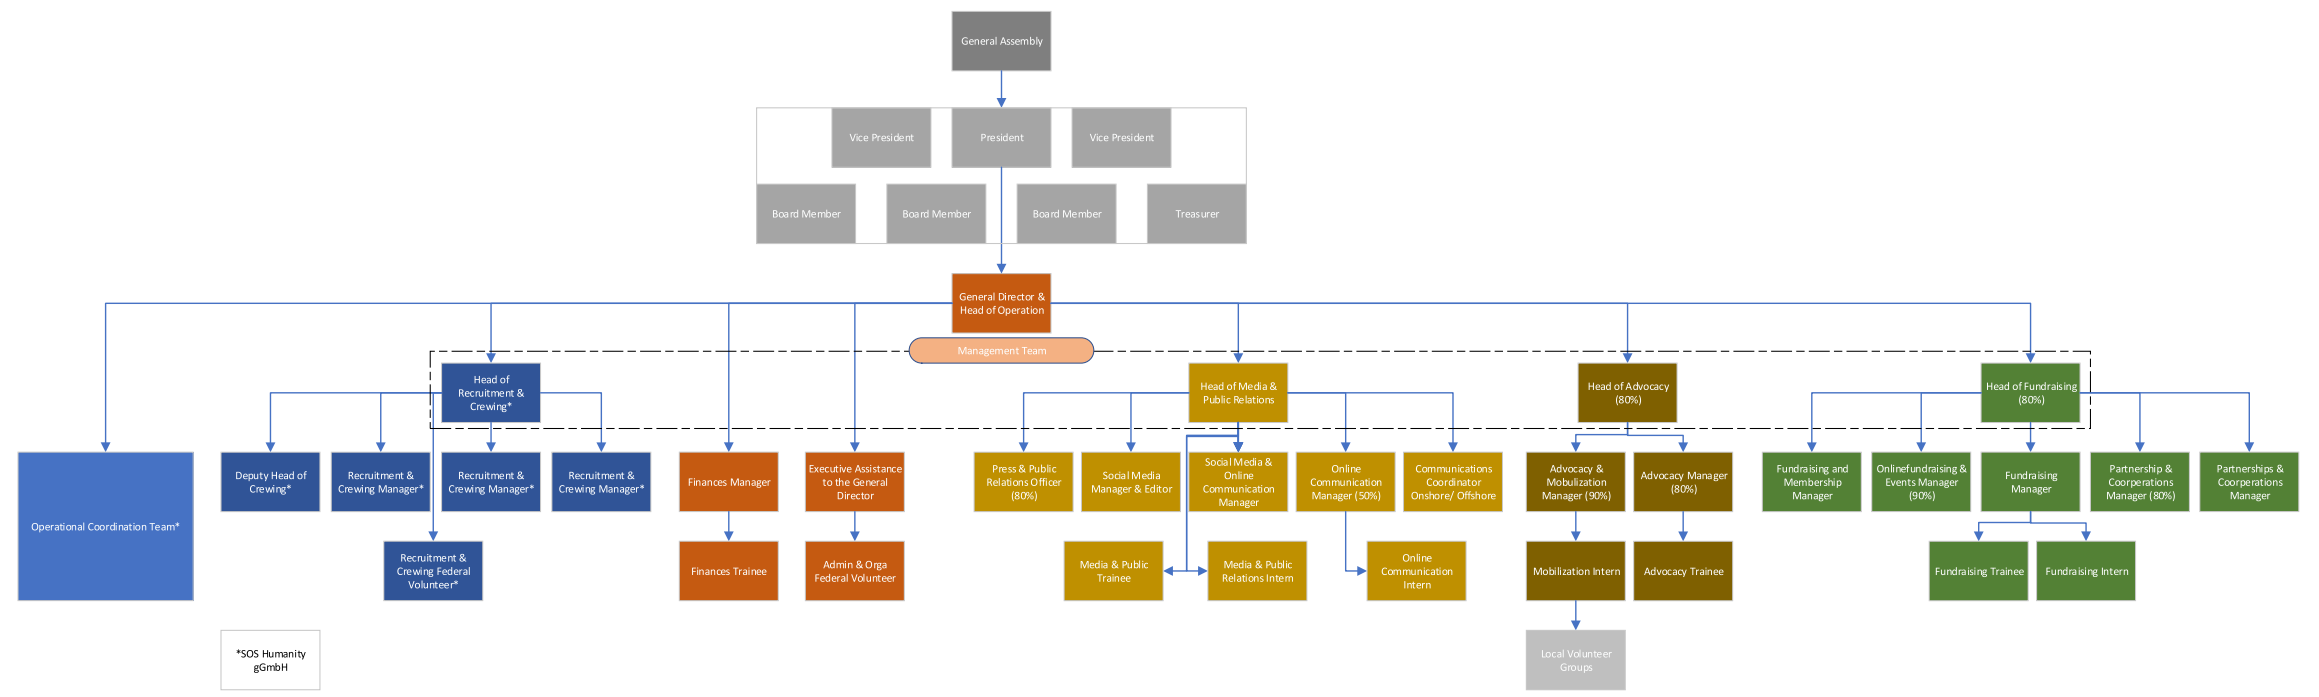 General Assembly
Vice President
President
Vice President
Board Member
Board Member
Board Member
Treasurer
General Director &
Head of Operation
Management Team
Head of
Recruitment &
Crewing*
Head of Media &
Public Relations
Head of Advocacy
(80%)
Head of Fundraising
(80%)
Operational Coordination Team*
Deputy Head of
Crewing*
Recruitment &
Crewing Manager*
Recruitment &
Crewing Manager*
Recruitment &
Crewing Manager*
Finances Manager
Executive Assistance
to the General
Director
Press & Public
Relations Officer
(80%)
Social Media
Manager & Editor
Social Media &
Online
Communication
Manager
Online
Communication
Manager (50%)
Communications
Coordinator
Onshore/ Offshore
Advocacy &
Mobulization
Manager (90%)
Advocacy Manager
(80%)
Fundraising and
Membership
Manager
Onlinefundraising &
Events Manager
(90%)
Fundraising
Manager
Partnership &
Coorperations
Manager (80%)
Partnerships &
Coorperations
Manager
Recruitment &
Crewing Federal
Volunteer*
Finances Trainee
Admin & Orga
Federal Volunteer
Media & Public
Trainee
Media & Public
Relations Intern
Online
Communication
Intern
Mobilization Intern
Advocacy Trainee
Fundraising Trainee
Fundraising Intern
*SOS Humanity
gGmbH
Local Volunteer
Groups